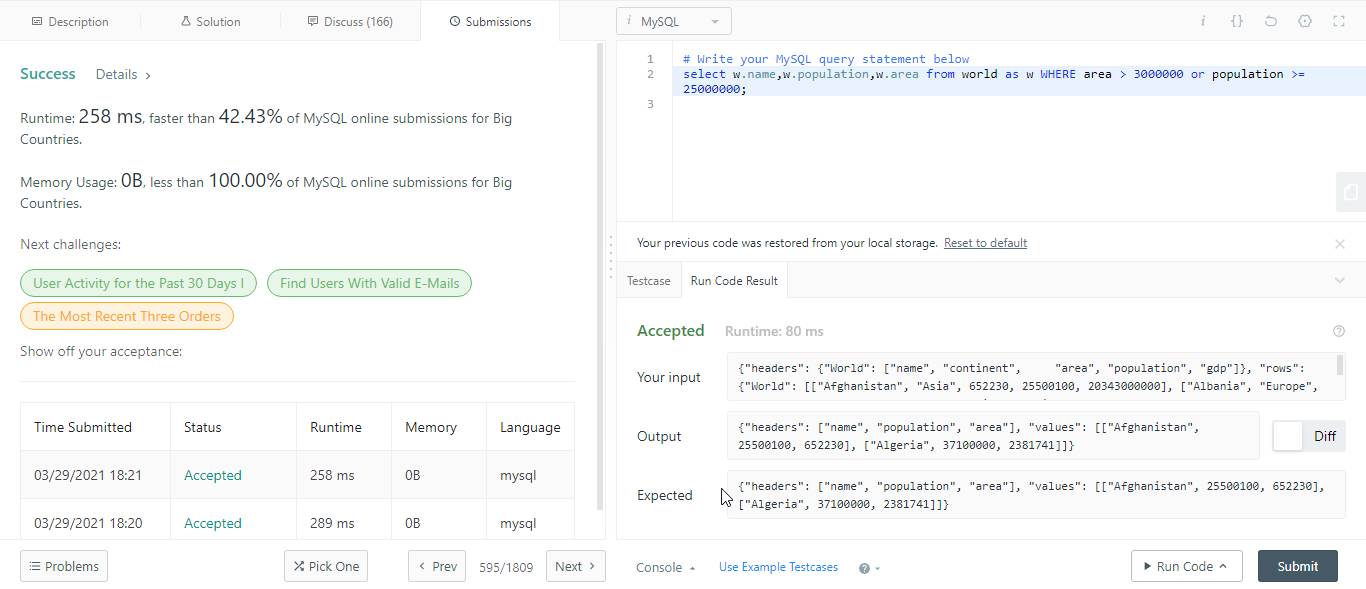 Description
Solution
Discuss (166)
Submissions
i MySQL
i {}
Success Details
Runtime: 258 ms, faster than 42.43% of MySQL online submissions for Big
Countries.
Memory Usage: 0B, less than 100.00% of MySQL online submissions for Big
Countries.
Next challenges:
User Activity for the Past 30 Days I
Find Users With Valid E-Mails
The Most Recent Three Orders
Show off your acceptance:
Time Submitted Status Runtime Memory Language
03/29/2021 18:21 Accepted 258 ms 0B mysql
03/29/2021 18:20 Accepted 289 ms 0B mysql
Problems
Pick One
Prev
595/1809
Next
1 # Write your MySQL query statement below
2 select w.name,w.population,w.area from world as w WHERE area > 3000000 or population >=
25000000;
3
Your previous code was restored from your local storage. Reset to default
Testcase
Run Code Result
Accepted Runtime: 80 ms
Your input
{"headers": {"World": ["name", "continent", "area", "population", "gdp"]}, "rows":
{"World": [["Afghanistan", "Asia", 652230, 25500100, 20343000000], ["Albania", "Europe",
Output
{"headers": ["name", "population", "area"], "values": [["Afghanistan",
25500100, 652230], ["Algeria", 37100000, 2381741]]}
Diff
Expected
{"headers": ["name", "population", "area"], "values": [["Afghanistan", 25500100, 652230],
["Algeria", 37100000, 2381741]]}
Console
Use Example Testcases
Run Code
Submit